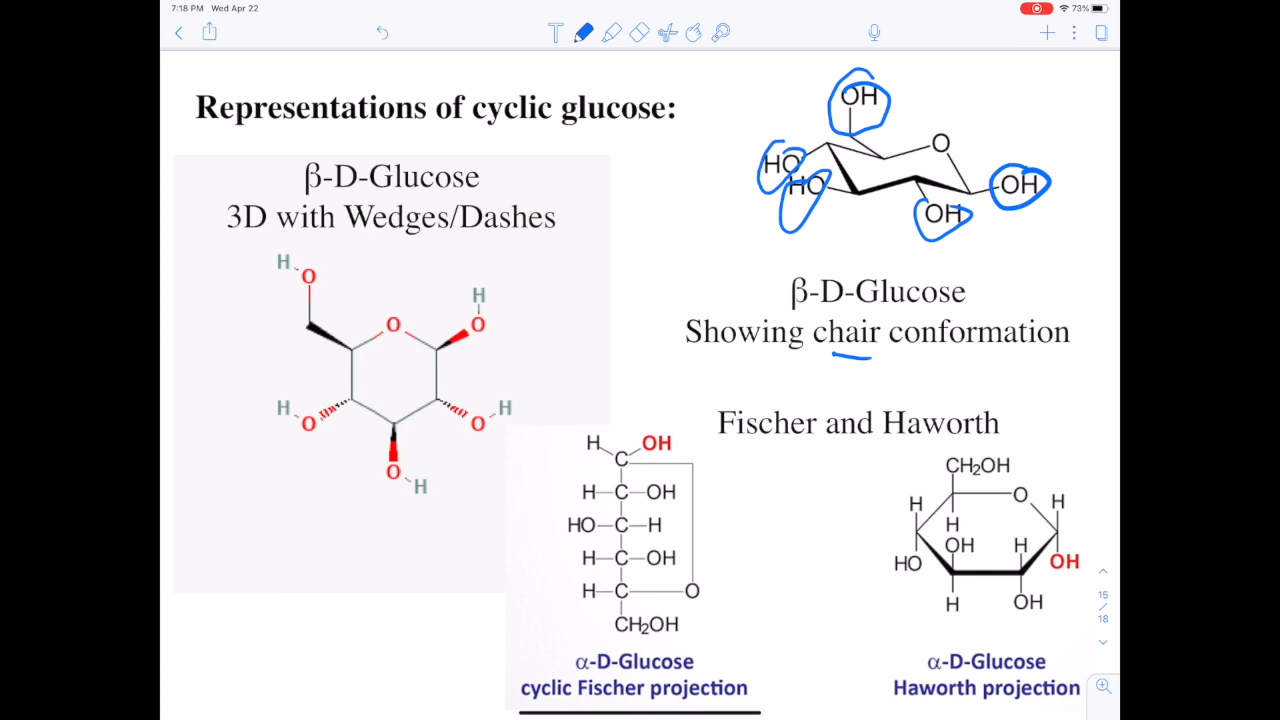 7:18 PM Wed Apr 22
73%
T
Representations of cyclic glucose:
β-D-Glucose
3D with Wedges/Dashes
H
O
H
O
O
H
O
O
H
O
H
OH
O
HO
HO
OH
OH
β-D-Glucose
Showing chair conformation
Fischer and Haworth
H OH
C
H–C–OH
HO–C–H
H–C–OH
H–C O
CH₂OH
α-D-Glucose
cyclic Fischer projection
CH₂OH
O
H H
H
OH H
HO OH
H OH
α-D-Glucose
Haworth projection
15
/
18